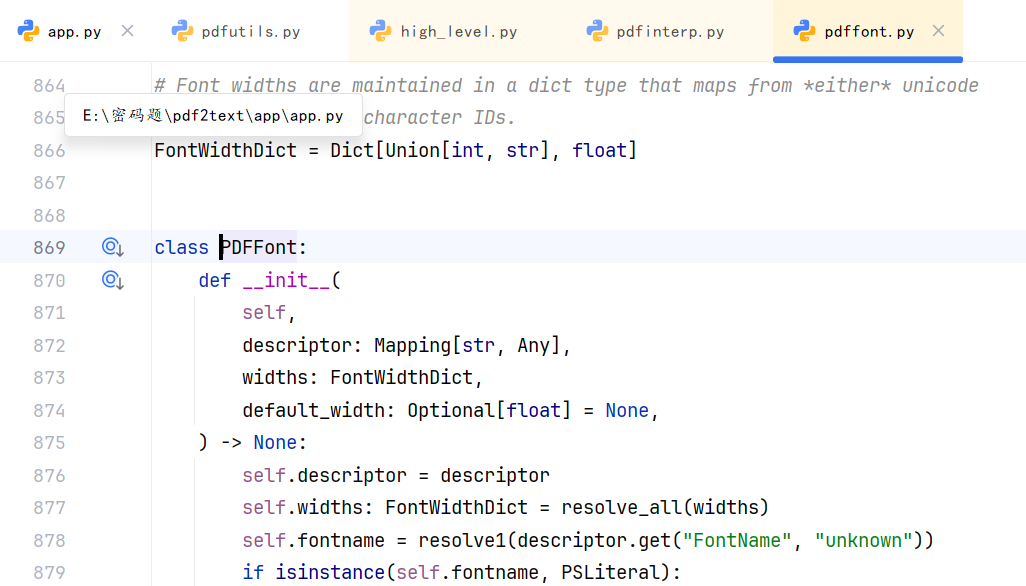 app.py pdfutils.py high_level.py pdfinterp.py pdffont.py
864 # Font widths are maintained in a dict type that maps from *either* unicode
E:\密码题\pdf2text\app\app.py
865 character IDs.
866 FontWidthDict = Dict[Union[int, str], float]
867
868
869 class PDFFont:
870 def __init__(
871 self,
872 descriptor: Mapping[str, Any],
873 widths: FontWidthDict,
874 default_width: Optional[float] = None,
875 ) -> None:
876 self.descriptor = descriptor
877 self.widths: FontWidthDict = resolve_all(widths)
878 self.fontname = resolve1(descriptor.get("FontName", "unknown"))
879 if isinstance(self.fontname, PSLiteral):